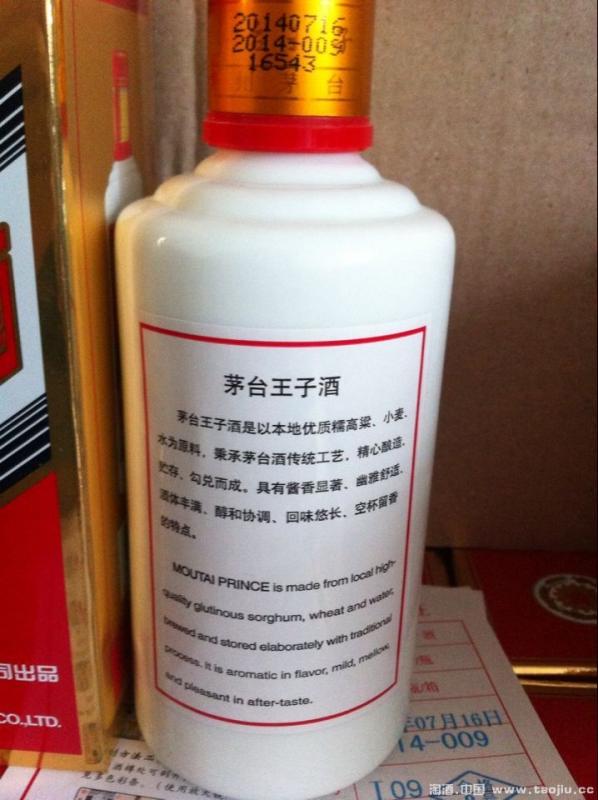 20140716
2014-009
16543
州茅台
茅台王子酒
茅台王子酒是以本地优质糯高粱、小麦、
水为原料，秉承茅台酒传统工艺，精心酿造、
贮存、勾兑而成。具有酱香显著、幽雅舒适、
酒体丰满、醇和协调、回味悠长、空杯留香
的特点。
MOUTAI PRINCE is made from local high-
quality glutinous sorghum, wheat and water,
brewed and stored elaborately with traditional
process. it is aromatic in flavor, mild, mellow,
and pleasant in after-taste.
司出品
CO.,LTD.
年07月16日
14-009
T09
淘酒.中国 www.taojiu.cc